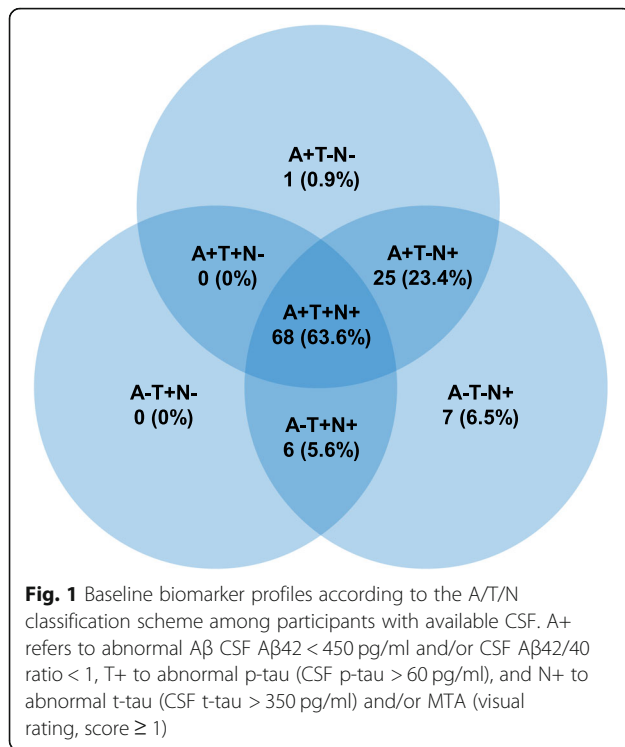 A+T-N-
1 (0.9%)
A+T+N-
0 (0%)
A+T-N+
25 (23.4%)
A+T+N+
68 (63.6%)
A-T+N-
0 (0%)
A-T-N+
7 (6.5%)
A-T+N+
6 (5.6%)
Fig. 1 Baseline biomarker profiles according to the A/T/N
classification scheme among participants with available CSF. A+
refers to abnormal Aβ CSF Aβ42 < 450 pg/ml and/or CSF Aβ42/40
ratio < 1, T+ to abnormal p-tau (CSF p-tau > 60 pg/ml), and N+ to
abnormal t-tau (CSF t-tau > 350 pg/ml) and/or MTA (visual
rating, score ≥ 1)